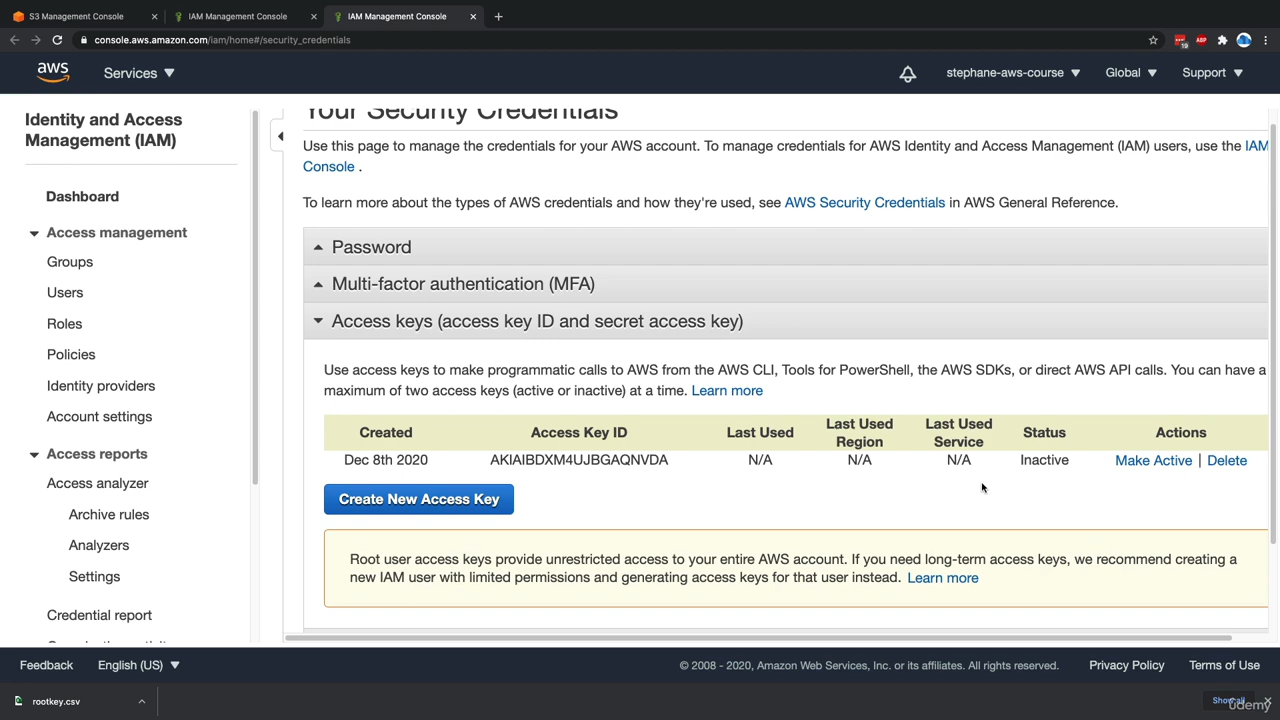 S3 Management Console
IAM Management Console
IAM Management Console
console.aws.amazon.com/iam/home#/security_credentials
19
ABP
aws
Services
stephane-aws-course
Global
Support
Identity and Access
Management (IAM)
Dashboard
Access management
Groups
Users
Roles
Policies
Identity providers
Account settings
Access reports
Access analyzer
Archive rules
Analyzers
Settings
Credential report
Your Security Credentials
Use this page to manage the credentials for your AWS account. To manage credentials for AWS Identity and Access Management (IAM) users, use the IAM
Console .
To learn more about the types of AWS credentials and how they're used, see AWS Security Credentials in AWS General Reference.
Password
Multi-factor authentication (MFA)
Access keys (access key ID and secret access key)
Use access keys to make programmatic calls to AWS from the AWS CLI, Tools for PowerShell, the AWS SDKs, or direct AWS API calls. You can have a
maximum of two access keys (active or inactive) at a time. Learn more
Created Access Key ID Last Used Last Used Region Last Used Service Status Actions
Dec 8th 2020 AKIAIBDXM4UJBGAQNVDA N/A N/A N/A Inactive Make Active | Delete
Create New Access Key
Root user access keys provide unrestricted access to your entire AWS account. If you need long-term access keys, we recommend creating a
new IAM user with limited permissions and generating access keys for that user instead. Learn more
Feedback
English (US)
© 2008 - 2020, Amazon Web Services, Inc. or its affiliates. All rights reserved.
Privacy Policy
Terms of Use
rootkey.csv
Show all
udemy